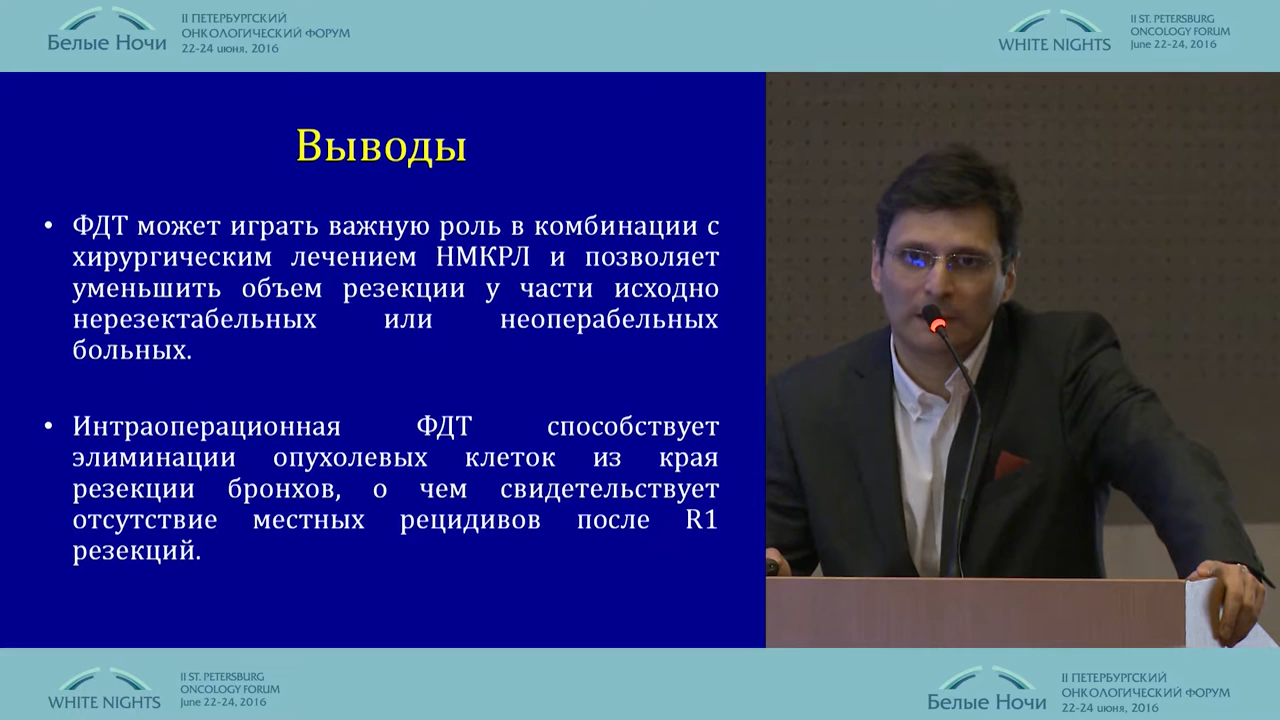 Белые Ночи
II ПЕТЕРБУРГСКИЙ
ОНКОЛОГИЧЕСКИЙ ФОРУМ
22-24 июня, 2016
WHITE NIGHTS
II ST. PETERSBURG
ONCOLOGY FORUM
June 22-24, 2016
Выводы
• ФДТ может играть важную роль в комбинации с
хирургическим лечением НМКРЛ и позволяет
уменьшить объем резекции у части исходно
нерезектабельных или неоперабельных
больных.
• Интраоперационная ФДТ способствует
элиминации опухолевых клеток из края
резекции бронхов, о чем свидетельствует
отсутствие местных рецидивов после R1
резекций.
WHITE NIGHTS
II ST. PETERSBURG
ONCOLOGY FORUM
June 22-24, 2016
Белые Ночи
II ПЕТЕРБУРГСКИЙ
ОНКОЛОГИЧЕСКИЙ ФОРУМ
22-24 июня, 2016